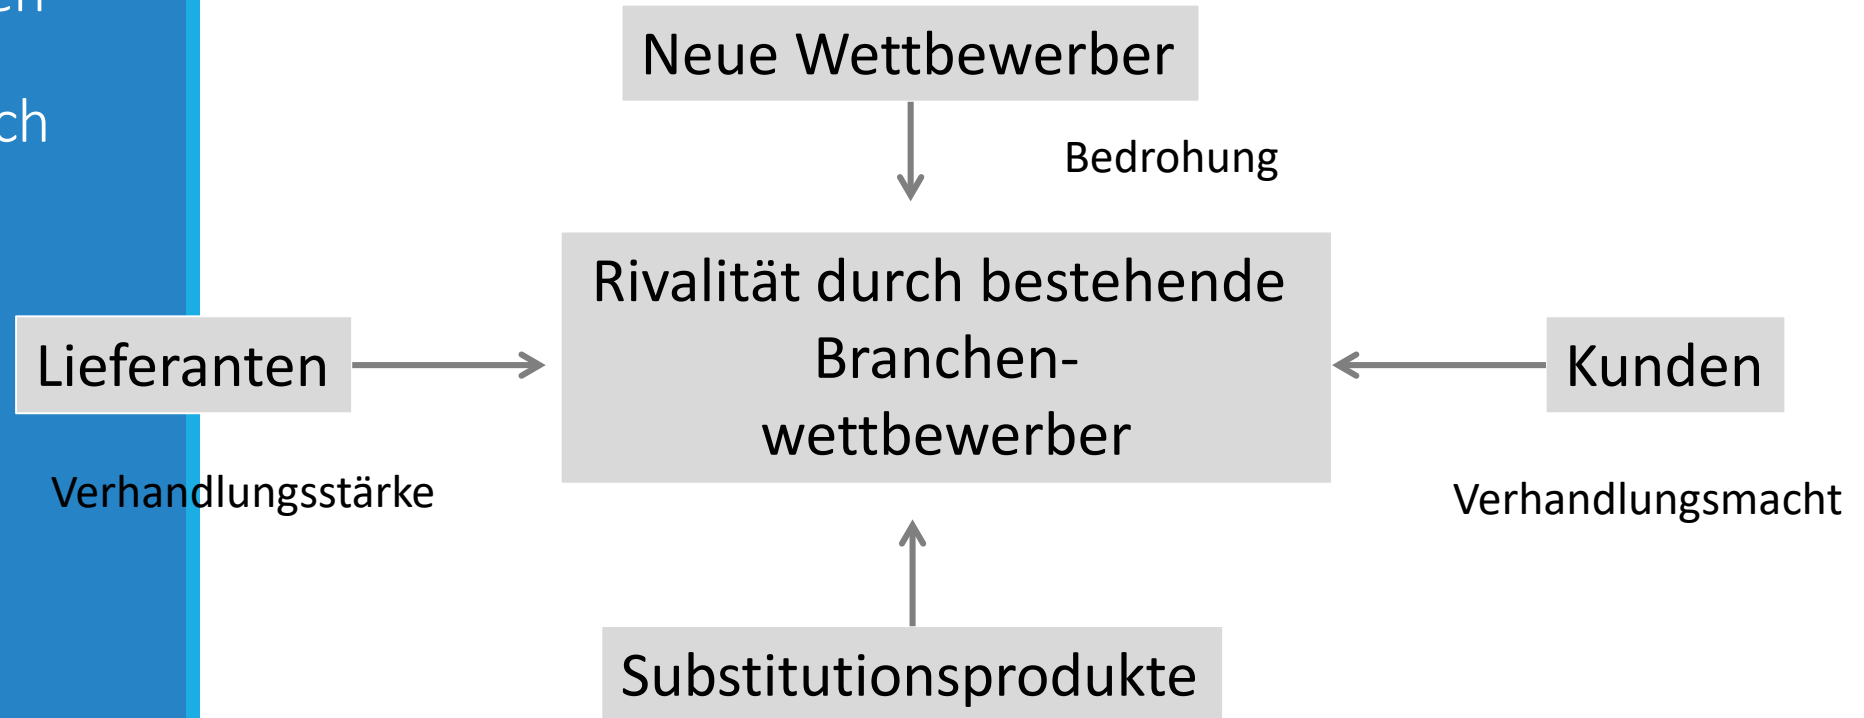 Neue Wettbewerber
Bedrohung
Rivalität durch bestehende
Branchen-
wettbewerber
Lieferanten
Kunden
Verhandlungsstärke
Verhandlungsmacht
Substitutionsprodukte